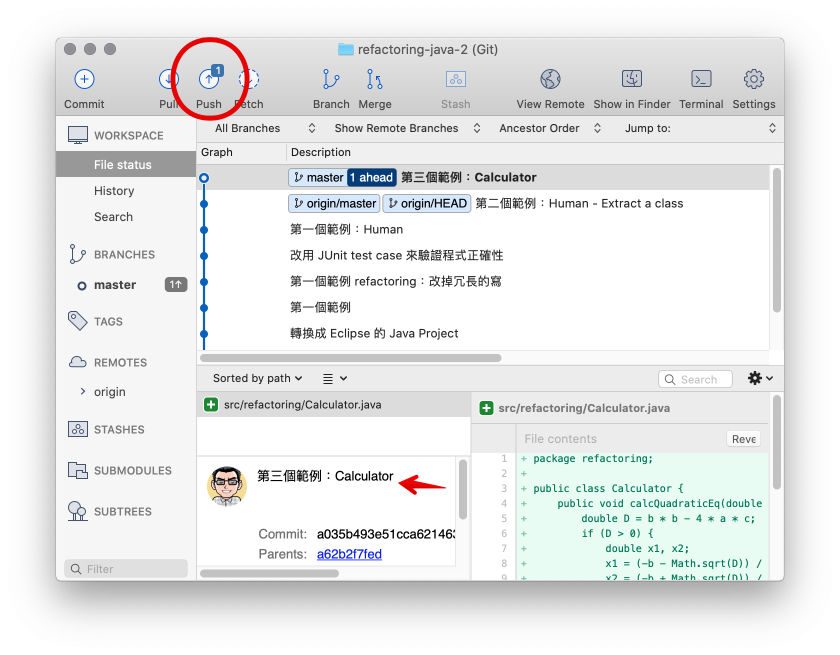 refactoring-java-2 (Git)
1
Commit Pull Push Fetch Branch Merge Stash View Remote Show in Finder Terminal Settings
All Branches Show Remote Branches Ancestor Order Jump to:
WORKSPACE
File status
History
Search
BRANCHES
master 1↑
TAGS
REMOTES
origin
STASHES
SUBMODULES
SUBTREES
Filter
Graph Description
master 1 ahead 第三個範例：Calculator
origin/master origin/HEAD 第二個範例：Human - Extract a class
第一個範例：Human
改用 JUnit test case 來驗證程式正確性
第一個範例 refactoring：改掉冗長的寫
第一個範例
轉換成 Eclipse 的 Java Project
Sorted by path Search
src/refactoring/Calculator.java
第三個範例：Calculator
Commit: a035b493e51cca62146
Parents: a62b2f7fed
src/refactoring/Calculator.java
File contents Reve
1 + package refactoring;
2 +
3 + public class Calculator {
4 + public void calcQuadraticEq(double
5 + double D = b * b - 4 * a * c;
6 + if (D > 0) {
7 + double x1, x2;
8 + x1 = (-b - Math.sqrt(D)) /
9 + x2 = (-b + Math.sqrt(D)) /